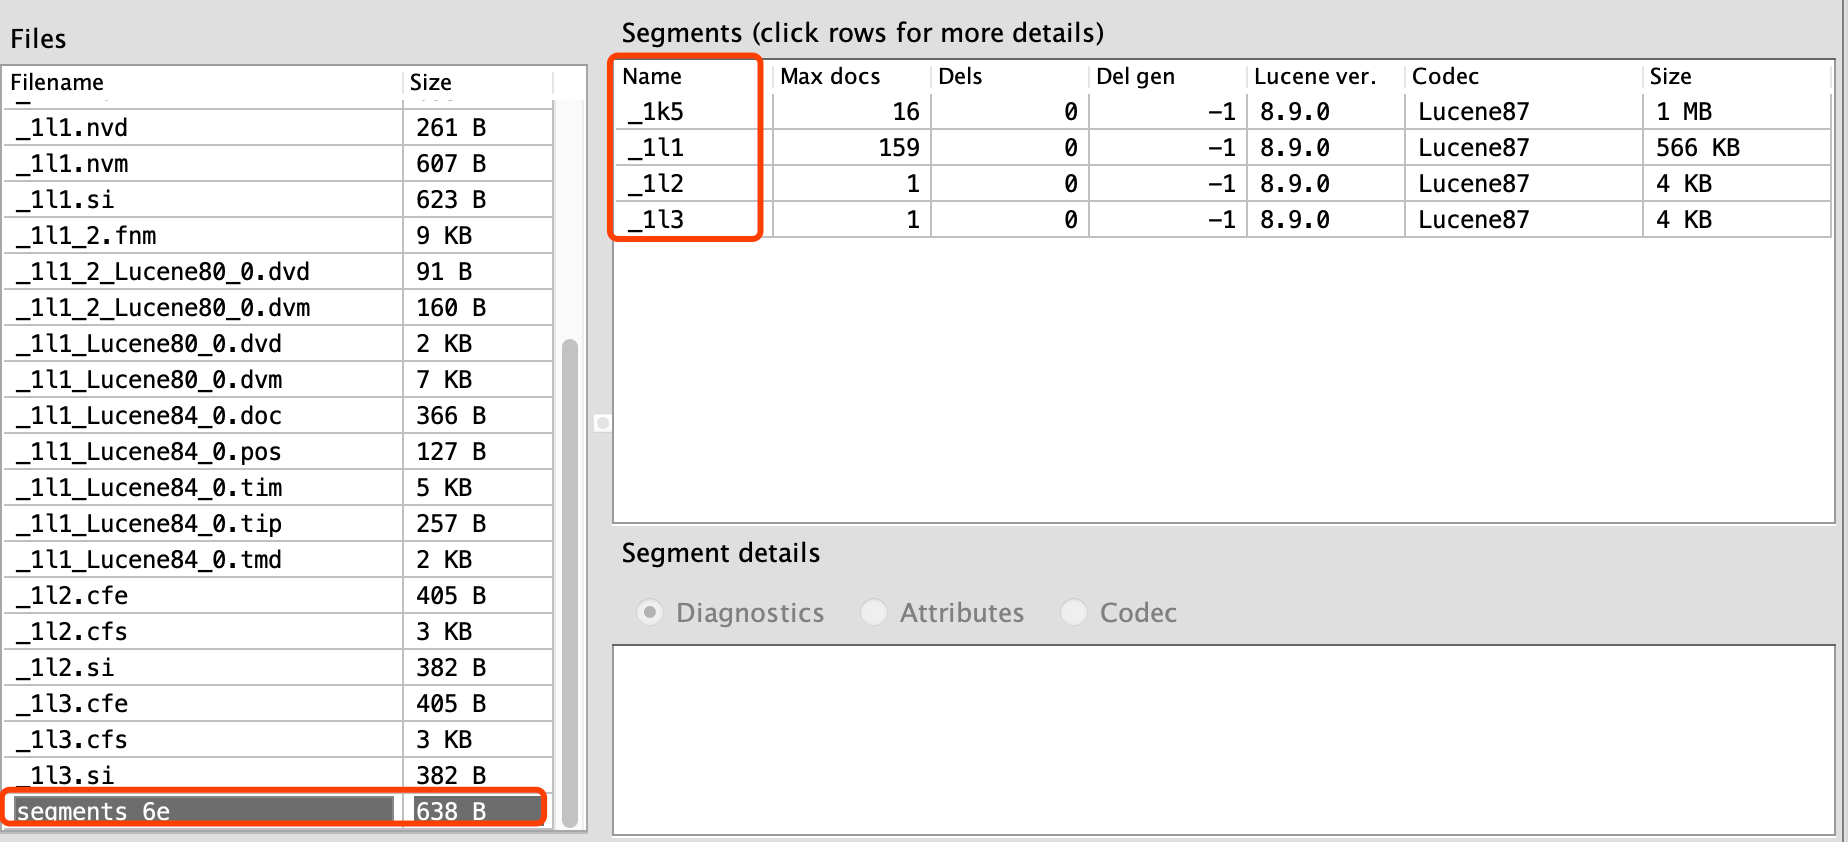 Files
Filename Size
_1l1.nvd 261 B
_1l1.nvm 607 B
_1l1.si 623 B
_1l1_2.fnm 9 KB
_1l1_2_Lucene80_0.dvd 91 B
_1l1_2_Lucene80_0.dvm 160 B
_1l1_Lucene80_0.dvd 2 KB
_1l1_Lucene80_0.dvm 7 KB
_1l1_Lucene84_0.doc 366 B
_1l1_Lucene84_0.pos 127 B
_1l1_Lucene84_0.tim 5 KB
_1l1_Lucene84_0.tip 257 B
_1l1_Lucene84_0.tmd 2 KB
_1l2.cfe 405 B
_1l2.cfs 3 KB
_1l2.si 382 B
_1l3.cfe 405 B
_1l3.cfs 3 KB
_1l3.si 382 B
segments_6e 638 B
Segments (click rows for more details)
Name Max docs Dels Del gen Lucene ver. Codec Size
_1k5 16 0 -1 8.9.0 Lucene87 1 MB
_1l1 159 0 -1 8.9.0 Lucene87 566 KB
_1l2 1 0 -1 8.9.0 Lucene87 4 KB
_1l3 1 0 -1 8.9.0 Lucene87 4 KB
Segment details
Diagnostics Attributes Codec